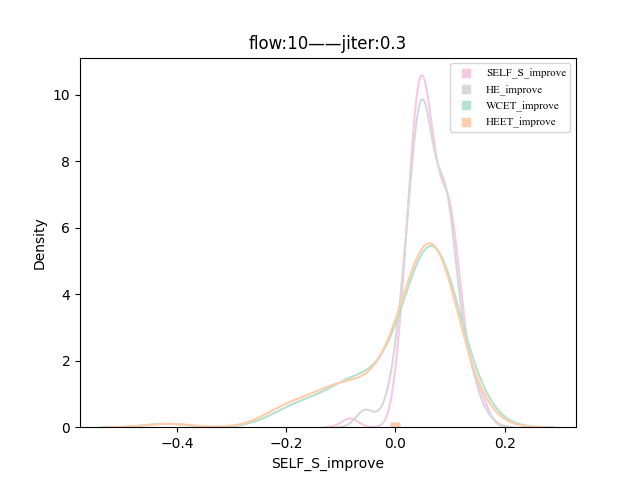 flow:10——jiter:0.3
SELF_S_improve
HE_improve
WCET_improve
HEET_improve
Density
10
8
6
4
2
0
−0.4 −0.2 0.0 0.2
SELF_S_improve